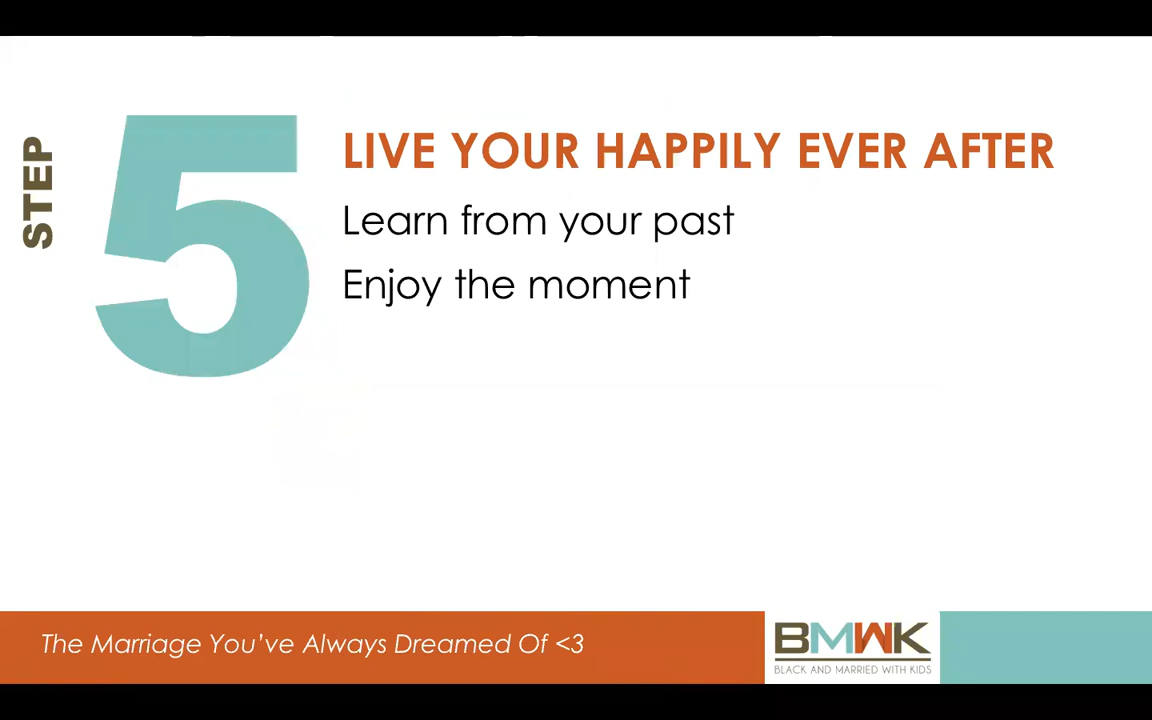 STEP
5
LIVE YOUR HAPPILY EVER AFTER
Learn from your past
Enjoy the moment
The Marriage You've Always Dreamed Of <3
BMWK
BLACK AND MARRIED WITH KIDS